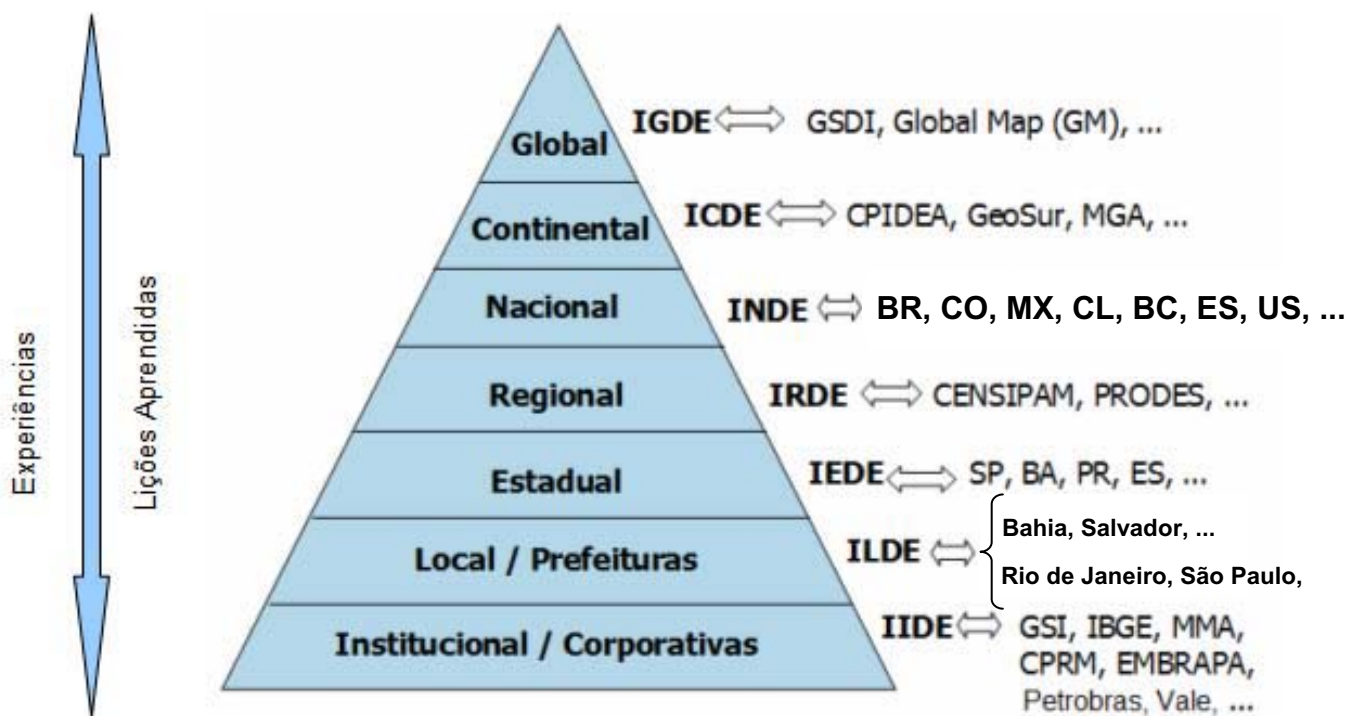 Experiências
Lições Aprendidas
Global
IGDE GSDI, Global Map (GM), ...
Continental
ICDE CPIDEA, GeoSur, MGA, ...
Nacional
INDE BR, CO, MX, CL, BC, ES, US, ...
Regional
IRDE CENSIPAM, PRODES, ...
Estadual
IEDE SP, BA, PR, ES, ...
Local / Prefeituras
ILDE
Bahia, Salvador, ...
Rio de Janeiro, São Paulo,
Institucional / Corporativas
IIDE GSI, IBGE, MMA,
CPRM, EMBRAPA,
Petrobras, Vale, ...